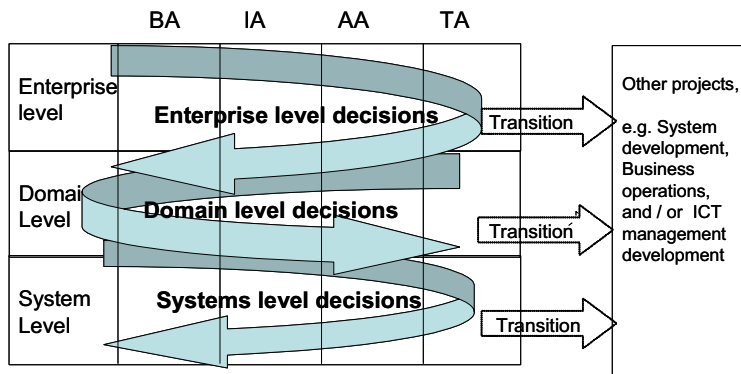 BA IA AA TA
Enterprise
level
Enterprise level decisions
Transition
Domai
Level
Domain level decisions
Transition
System
Level
Systems level decisions
Transition
Other projects,
e.g. System
development,
Business
operations,
and / or ICT
management
development